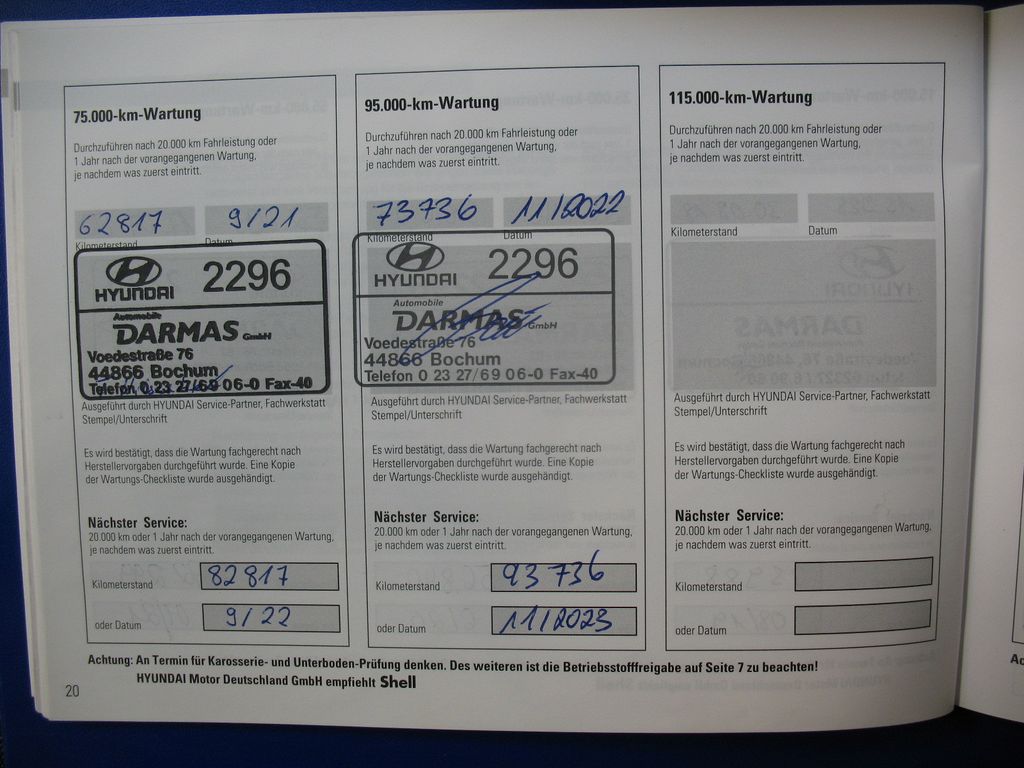 75.000-km-Wartung
Durchzuführen nach 20.000 km Fahrleistung oder
1 Jahr nach der vorangegangenen Wartung,
je nachdem was zuerst eintritt.
62817 9/21
Kilometerstand Datum
HYUNDAI 2296
Automobile
DARMAS GmbH
Voedestraße 76
44866 Bochum
Telefon 0 23 27/69 06-0 Fax-40
Ausgeführt durch HYUNDAI Service-Partner, Fachwerkstatt
Stempel/Unterschrift
Es wird bestätigt, dass die Wartung fachgerecht nach
Herstellervorgaben durchgeführt wurde. Eine Kopie
der Wartungs-Checkliste wurde ausgehändigt.
Nächster Service:
20.000 km oder 1 Jahr nach der vorangegangenen Wartung,
je nachdem was zuerst eintritt.
Kilometerstand 82817
oder Datum 9/22
95.000-km-Wartung
Durchzuführen nach 20.000 km Fahrleistung oder
1 Jahr nach der vorangegangenen Wartung,
je nachdem was zuerst eintritt.
73736 11/2022
Kilometerstand Datum
HYUNDAI 2296
Automobile
DARMAS GmbH
Voedestraße 76
44866 Bochum
Telefon 0 23 27/69 06-0 Fax-40
Ausgeführt durch HYUNDAI Service-Partner, Fachwerkstatt
Stempel/Unterschrift
Es wird bestätigt, dass die Wartung fachgerecht nach
Herstellervorgaben durchgeführt wurde. Eine Kopie
der Wartungs-Checkliste wurde ausgehändigt.
Nächster Service:
20.000 km oder 1 Jahr nach der vorangegangenen Wartung,
je nachdem was zuerst eintritt.
Kilometerstand 93736
oder Datum 11/2023
115.000-km-Wartung
Durchzuführen nach 20.000 km Fahrleistung oder
1 Jahr nach der vorangegangenen Wartung,
je nachdem was zuerst eintritt.
Kilometerstand Datum
Ausgeführt durch HYUNDAI Service-Partner, Fachwerkstatt
Stempel/Unterschrift
Es wird bestätigt, dass die Wartung fachgerecht nach
Herstellervorgaben durchgeführt wurde. Eine Kopie
der Wartungs-Checkliste wurde ausgehändigt.
Nächster Service:
20.000 km oder 1 Jahr nach der vorangegangenen Wartung,
je nachdem was zuerst eintritt.
Kilometerstand
oder Datum
Achtung: An Termin für Karosserie- und Unterboden-Prüfung denken. Des weiteren ist die Betriebsstofffreigabe auf Seite 7 zu beachten!
HYUNDAI Motor Deutschland GmbH empfiehlt Shell
20